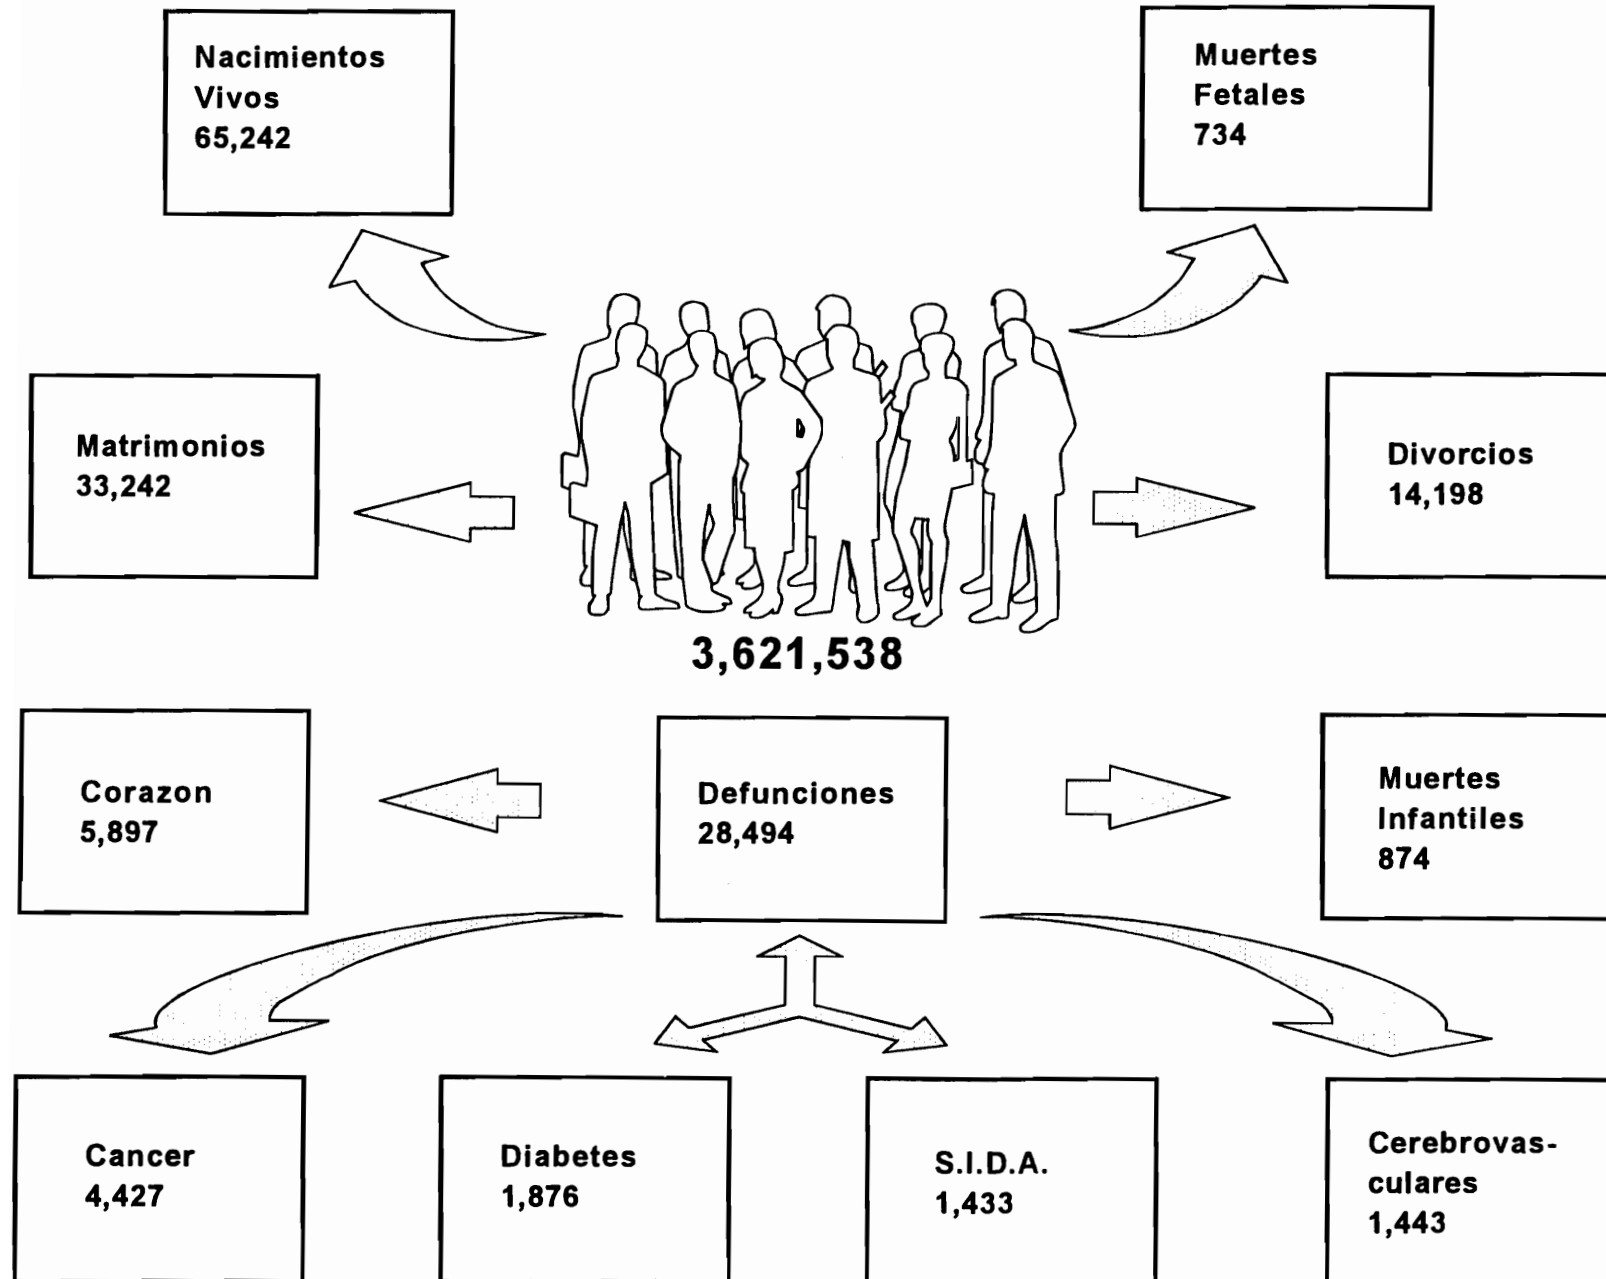 Nacimientos
Vivos
65,242
Muertes
Fetales
734
Matrimonios
33,242
Divorcios
14,198
3,621,538
Corazon
5,897
Defunciones
28,494
Muertes
Infantiles
874
Cancer
4,427
Diabetes
1,876
S.I.D.A.
1,433
Cerebrovas-
culares
1,443